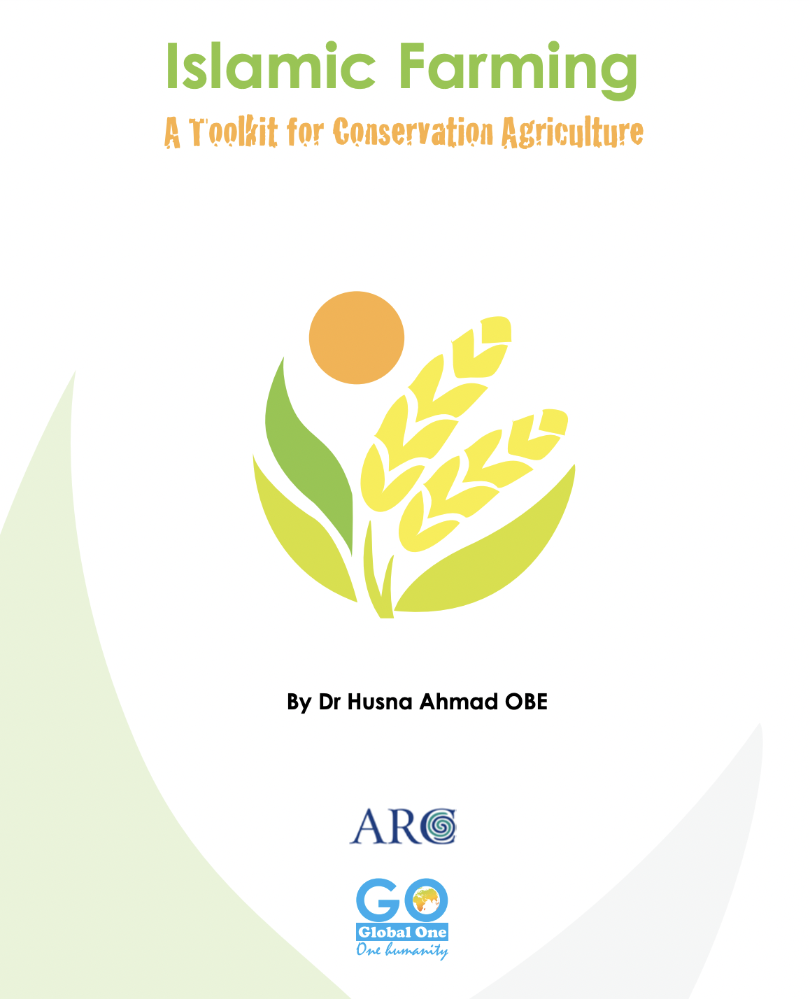 Islamic Farming
A Toolkit for Conservation Agriculture
By Dr Husna Ahmad OBE
ARC
GO
Global One
One humanity